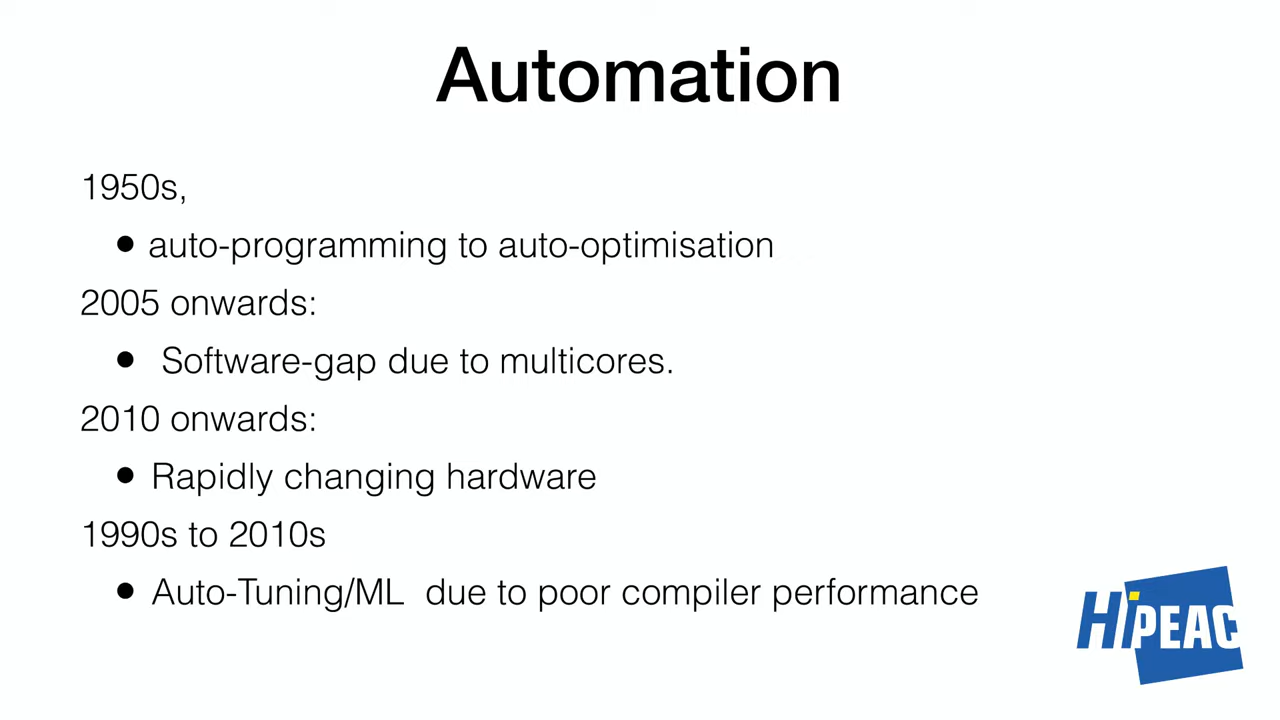 Automation
1950s,
• auto-programming to auto-optimisation
2005 onwards:
• Software-gap due to multicores.
2010 onwards:
• Rapidly changing hardware
1990s to 2010s
• Auto-Tuning/ML due to poor compiler performance
HiPEAC